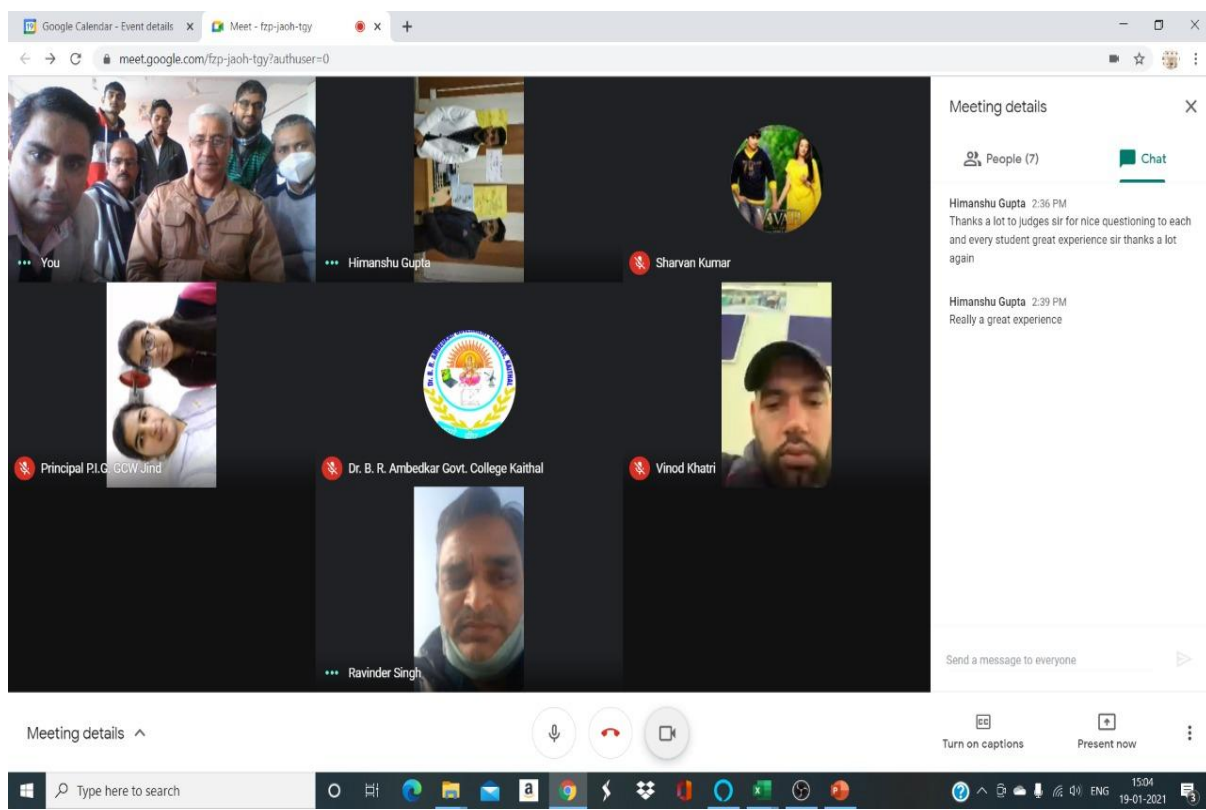 Google Calendar - Event details
Meet - fzp-jaoh-tgy
meet.google.com/fzp-jaoh-tgy?authuser=0
You
Himanshu Gupta
Sharvan Kumar
Principal P.I.G. GCW Jind
Dr. B. R. Ambedkar Govt. College Kaithal
Vinod Khatri
Ravinder Singh
Meeting details
People (7)
Chat
Himanshu Gupta 2:36 PM
Thanks a lot to judges sir for nice questioning to each
and every student great experience sir thanks a lot
again
Himanshu Gupta 2:39 PM
Really a great experience
Send a message to everyone
Meeting details
Turn on captions
Present now
Type here to search
ENG
15:04
19-01-2021